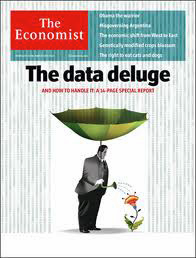 The
Economist
Obama the warrior
Misgoverning Argentina
The economic shift from West to East
Genetically modified crops blossom
The right to eat cats and dogs
The data deluge
AND HOW TO HANDLE IT: A 14-PAGE SPECIAL REPORT